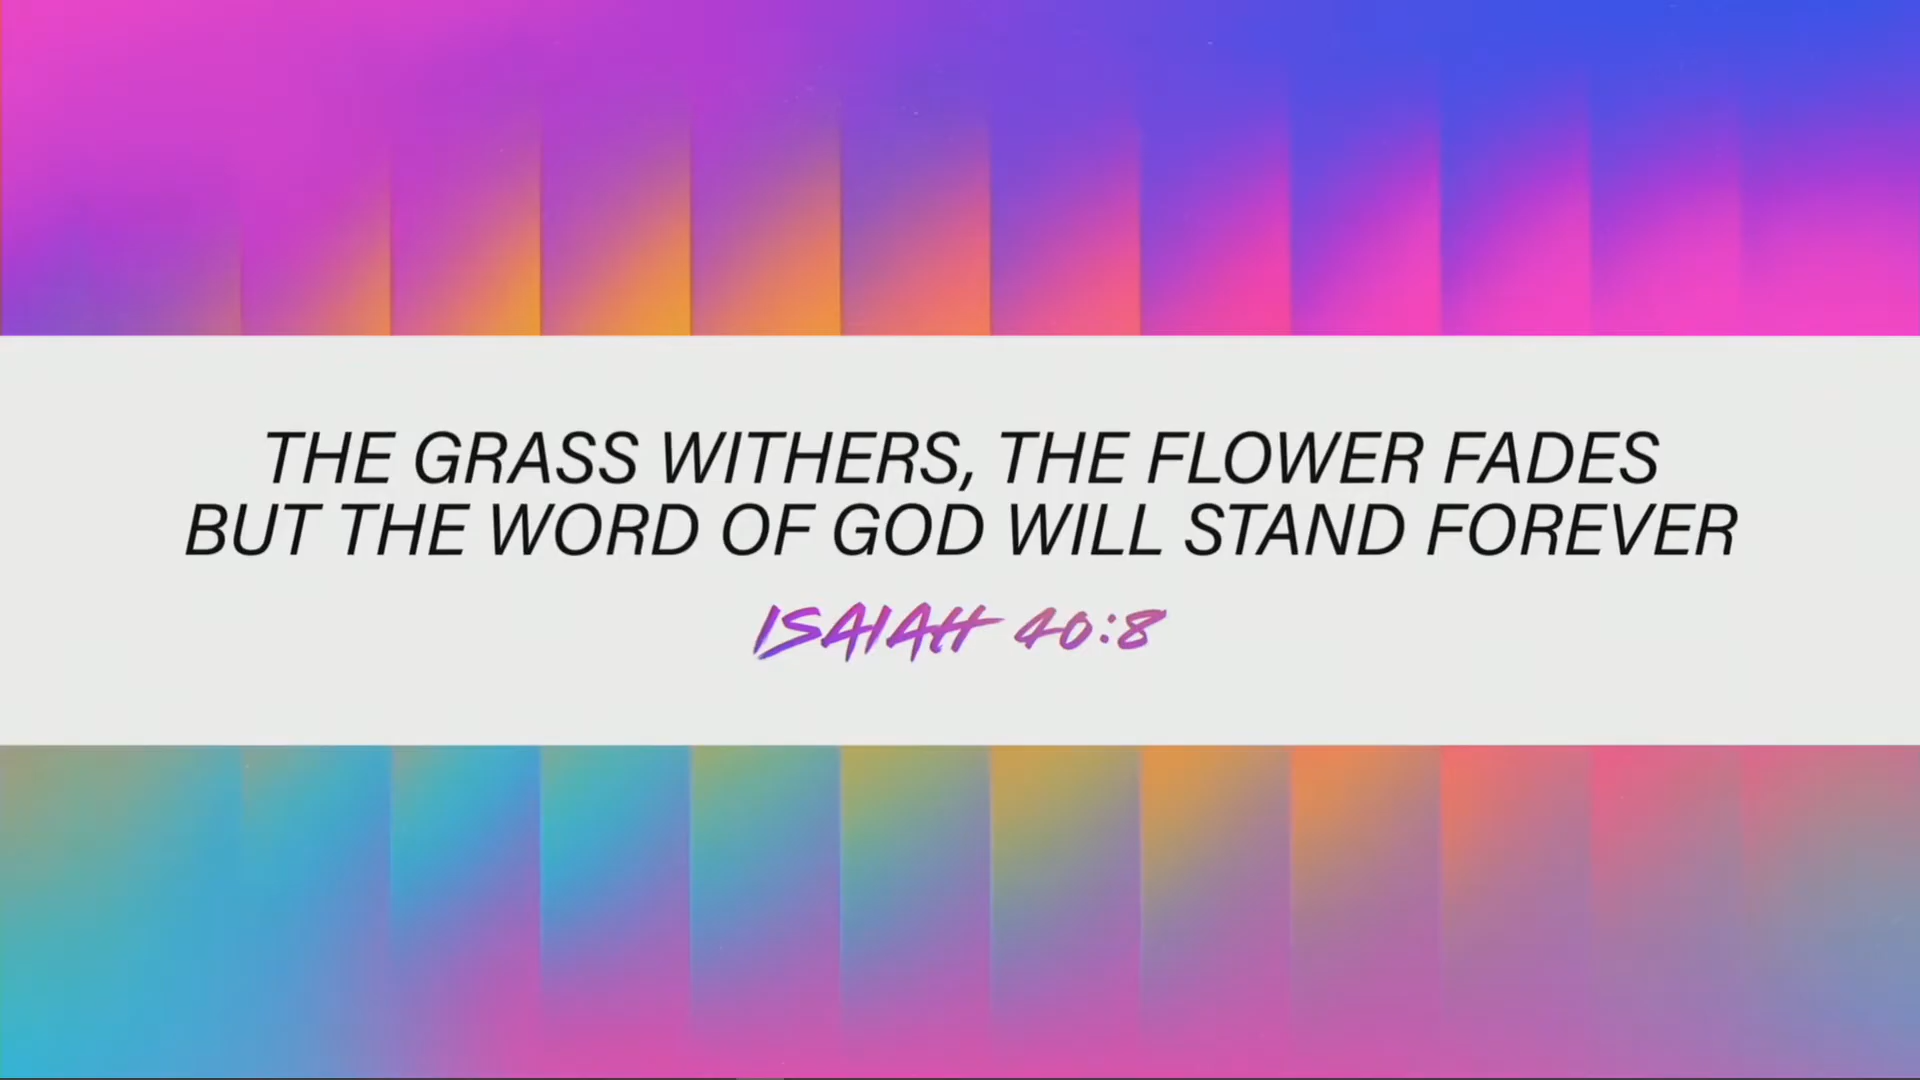 THE GRASS WITHERS, THE FLOWER FADES
BUT THE WORD OF GOD WILL STAND FOREVER
ISAIAH 40:8